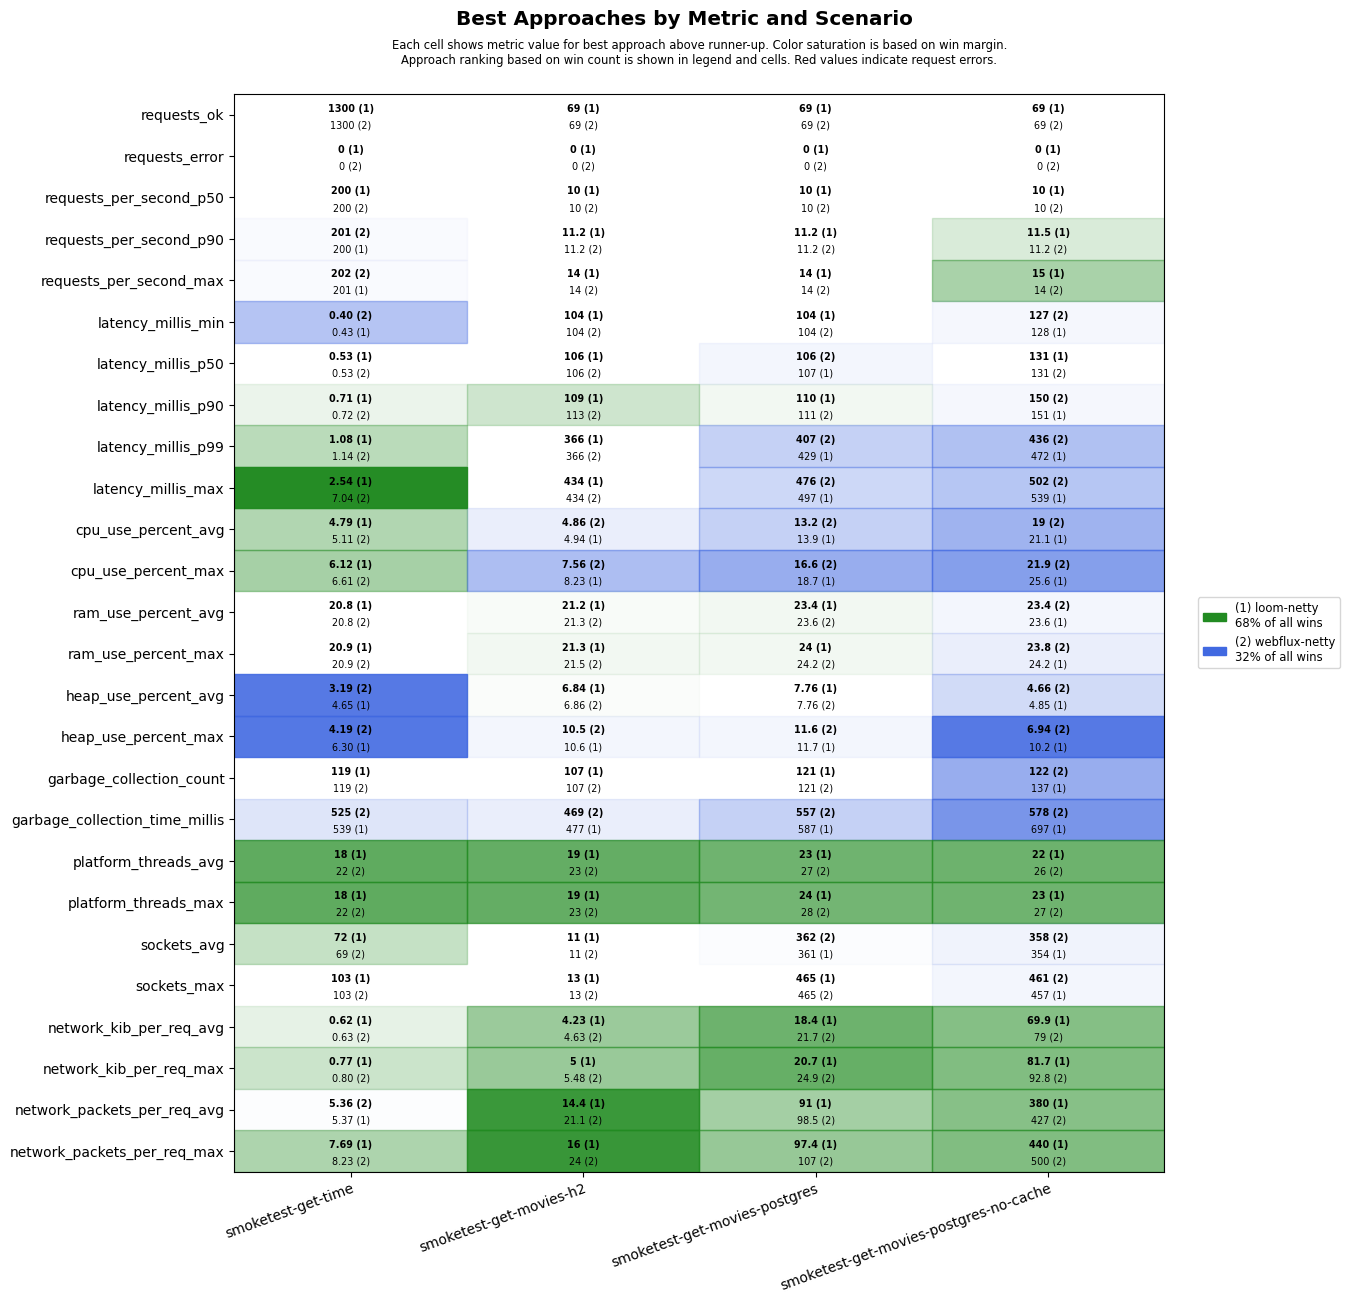 Best Approaches by Metric and Scenario
Each cell shows metric value for best approach above runner-up. Color saturation is based on win margin.
Approach ranking based on win count is shown in legend and cells. Red values indicate request errors.
requests_ok
1300 (1) 69 (1) 69 (1) 69 (1)
1300 (2) 69 (2) 69 (2) 69 (2)
requests_error
0 (1) 0 (1) 0 (1) 0 (1)
0 (2) 0 (2) 0 (2) 0 (2)
requests_per_second_p50
200 (1) 10 (1) 10 (1) 10 (1)
200 (2) 10 (2) 10 (2) 10 (2)
requests_per_second_p90
201 (2) 11.2 (1) 11.2 (1) 11.5 (1)
200 (1) 11.2 (2) 11.2 (2) 11.2 (2)
requests_per_second_max
202 (2) 14 (1) 14 (1) 15 (1)
201 (1) 14 (2) 14 (2) 14 (2)
latency_millis_min
0.40 (2) 104 (1) 104 (1) 127 (2)
0.43 (1) 104 (2) 104 (2) 128 (1)
latency_millis_p50
0.53 (1) 106 (1) 106 (2) 131 (1)
0.53 (2) 106 (2) 107 (1) 131 (2)
latency_millis_p90
0.71 (1) 109 (1) 110 (1) 150 (2)
0.72 (2) 113 (2) 111 (2) 151 (1)
latency_millis_p99
1.08 (1) 366 (1) 407 (2) 436 (2)
1.14 (2) 366 (2) 429 (1) 472 (1)
latency_millis_max
2.54 (1) 434 (1) 476 (2) 502 (2)
7.04 (2) 434 (2) 497 (1) 539 (1)
cpu_use_percent_avg
4.79 (1) 4.86 (2) 13.2 (2) 19 (2)
5.11 (2) 4.94 (1) 13.9 (1) 21.1 (1)
cpu_use_percent_max
6.12 (1) 7.56 (2) 16.6 (2) 21.9 (2)
6.61 (2) 8.23 (1) 18.7 (1) 25.6 (1)
ram_use_percent_avg
20.8 (1) 21.2 (1) 23.4 (1) 23.4 (2)
20.8 (2) 21.3 (2) 23.6 (2) 23.6 (1)
ram_use_percent_max
20.9 (1) 21.3 (1) 24 (1) 23.8 (2)
20.9 (2) 21.5 (2) 24.2 (2) 24.2 (1)
heap_use_percent_avg
3.19 (2) 6.84 (1) 7.76 (1) 4.66 (2)
4.65 (1) 6.86 (2) 7.76 (2) 4.85 (1)
heap_use_percent_max
4.19 (2) 10.5 (2) 11.6 (2) 6.94 (2)
6.30 (1) 10.6 (1) 11.7 (1) 10.2 (1)
garbage_collection_count
119 (1) 107 (1) 121 (1) 122 (2)
119 (2) 107 (2) 121 (2) 137 (1)
garbage_collection_time_millis
525 (2) 469 (2) 557 (2) 578 (2)
539 (1) 477 (1) 587 (1) 697 (1)
platform_threads_avg
18 (1) 19 (1) 23 (1) 22 (1)
22 (2) 23 (2) 27 (2) 26 (2)
platform_threads_max
18 (1) 19 (1) 24 (1) 23 (1)
22 (2) 23 (2) 28 (2) 27 (2)
sockets_avg
72 (1) 11 (1) 362 (2) 358 (2)
69 (2) 11 (2) 361 (1) 354 (1)
sockets_max
103 (1) 13 (1) 465 (1) 461 (2)
103 (2) 13 (2) 465 (2) 457 (1)
network_kib_per_req_avg
0.62 (1) 4.23 (1) 18.4 (1) 69.9 (1)
0.63 (2) 4.63 (2) 21.7 (2) 79 (2)
network_kib_per_req_max
0.77 (1) 5 (1) 20.7 (1) 81.7 (1)
0.80 (2) 5.48 (2) 24.9 (2) 92.8 (2)
network_packets_per_req_avg
5.36 (2) 14.4 (1) 91 (1) 380 (1)
5.37 (1) 21.1 (2) 98.5 (2) 427 (2)
network_packets_per_req_max
7.69 (1) 16 (1) 97.4 (1) 440 (1)
8.23 (2) 24 (2) 107 (2) 500 (2)
smoketest-get-time
smoketest-get-movies-h2
smoketest-get-movies-postgres
smoketest-get-movies-postgres-no-cache
(1) loom-netty
68% of all wins
(2) webflux-netty
32% of all wins